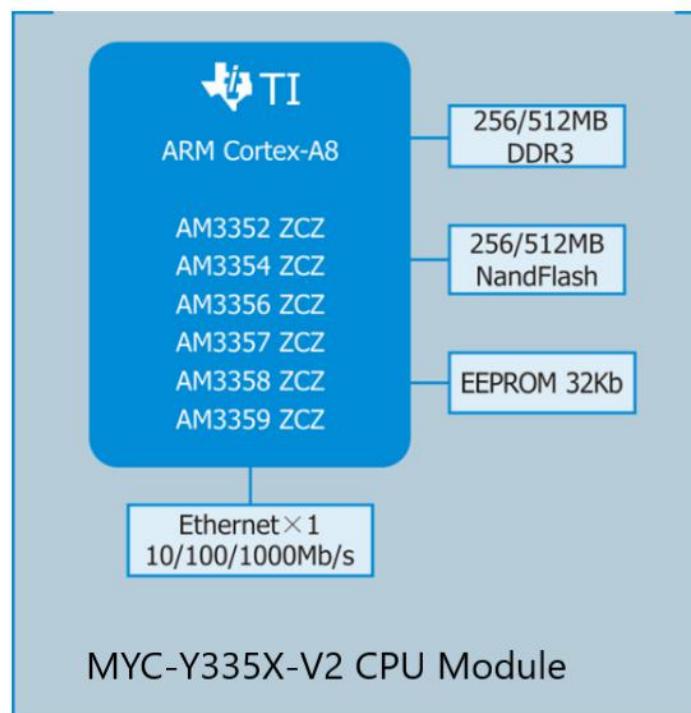 TI
ARM Cortex-A8
AM3352 ZCZ
AM3354 ZCZ
AM3356 ZCZ
AM3357 ZCZ
AM3358 ZCZ
AM3359 ZCZ
256/512MB
DDR3
256/512MB
NandFlash
EEPROM 32Kb
Ethernet×1
10/100/1000Mb/s
MYC-Y335X-V2 CPU Module